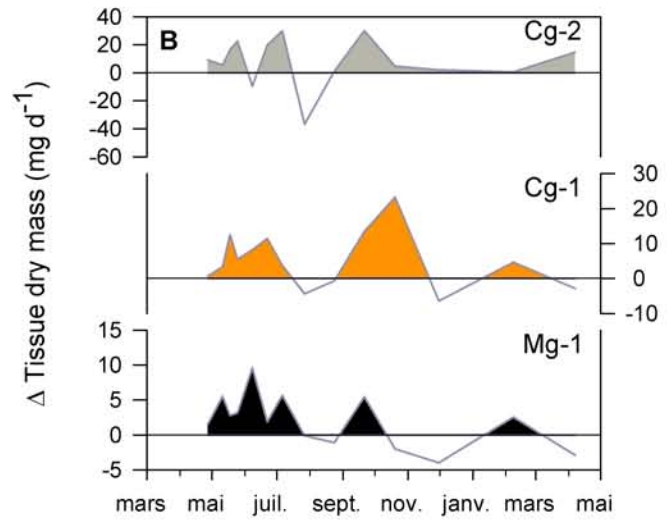 B
Cg-2
40
20
0
-20
-40
-60
Δ Tissue dry mass (mg d⁻¹)
Cg-1
30
20
10
0
-10
Mg-1
15
10
5
0
-5
mars mai juil. sept. nov. janv. mars mai